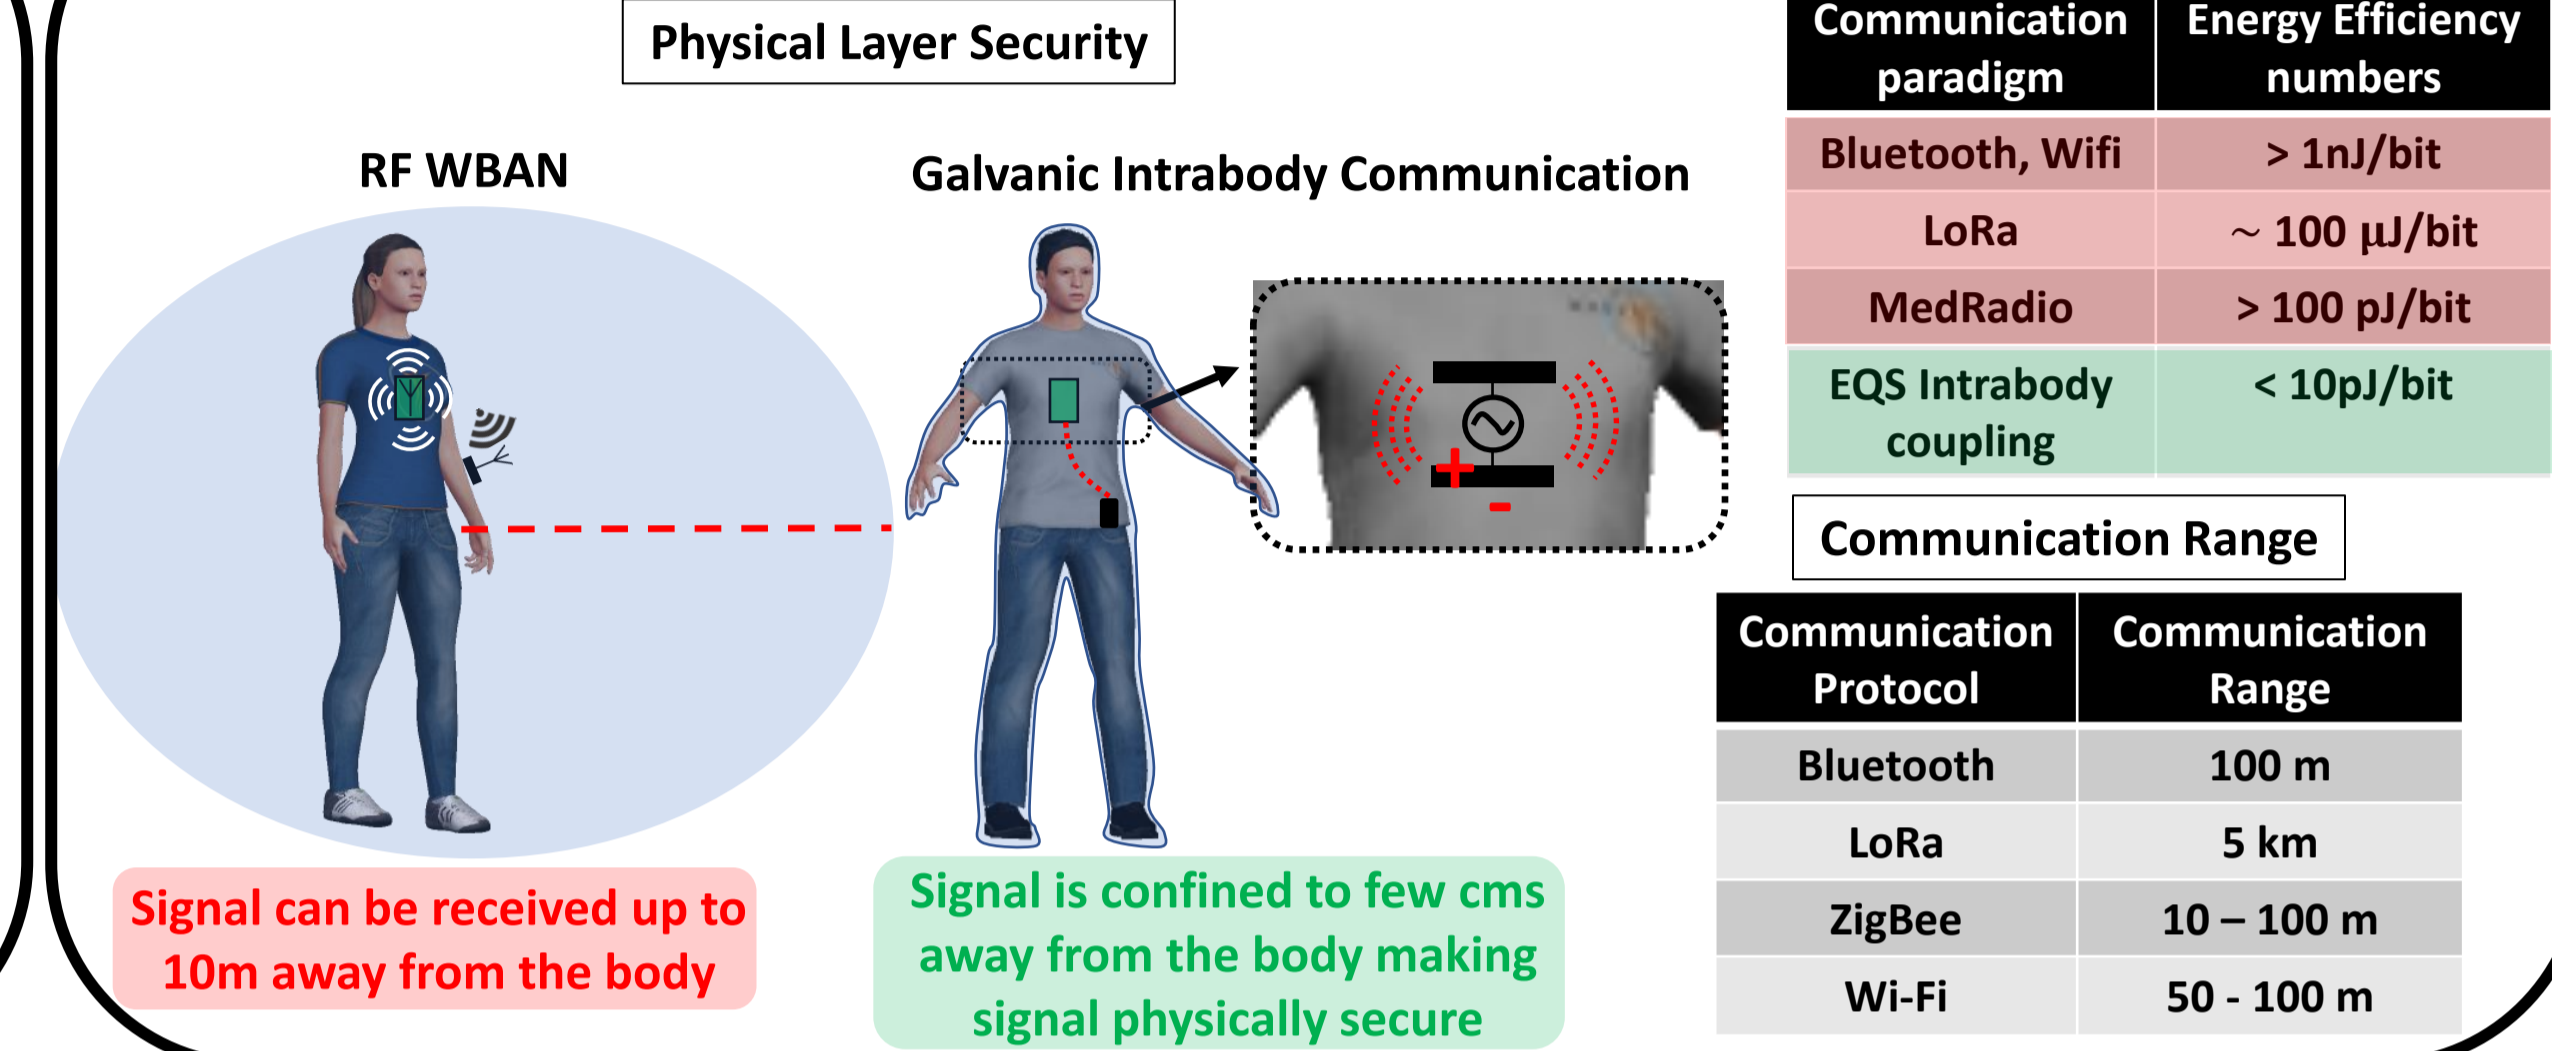 Physical Layer Security
RF WBAN
Galvanic Intrabody Communication
+
-
Signal can be received up to
10m away from the body
Signal is confined to few cms
away from the body making
signal physically secure
Communication paradigm | Energy Efficiency numbers
Bluetooth, Wifi | > 1nJ/bit
LoRa | ~ 100 µJ/bit
MedRadio | > 100 pJ/bit
EQS Intrabody coupling | < 10pJ/bit
Communication Range
Communication Protocol | Communication Range
Bluetooth | 100 m
LoRa | 5 km
ZigBee | 10 – 100 m
Wi-Fi | 50 - 100 m